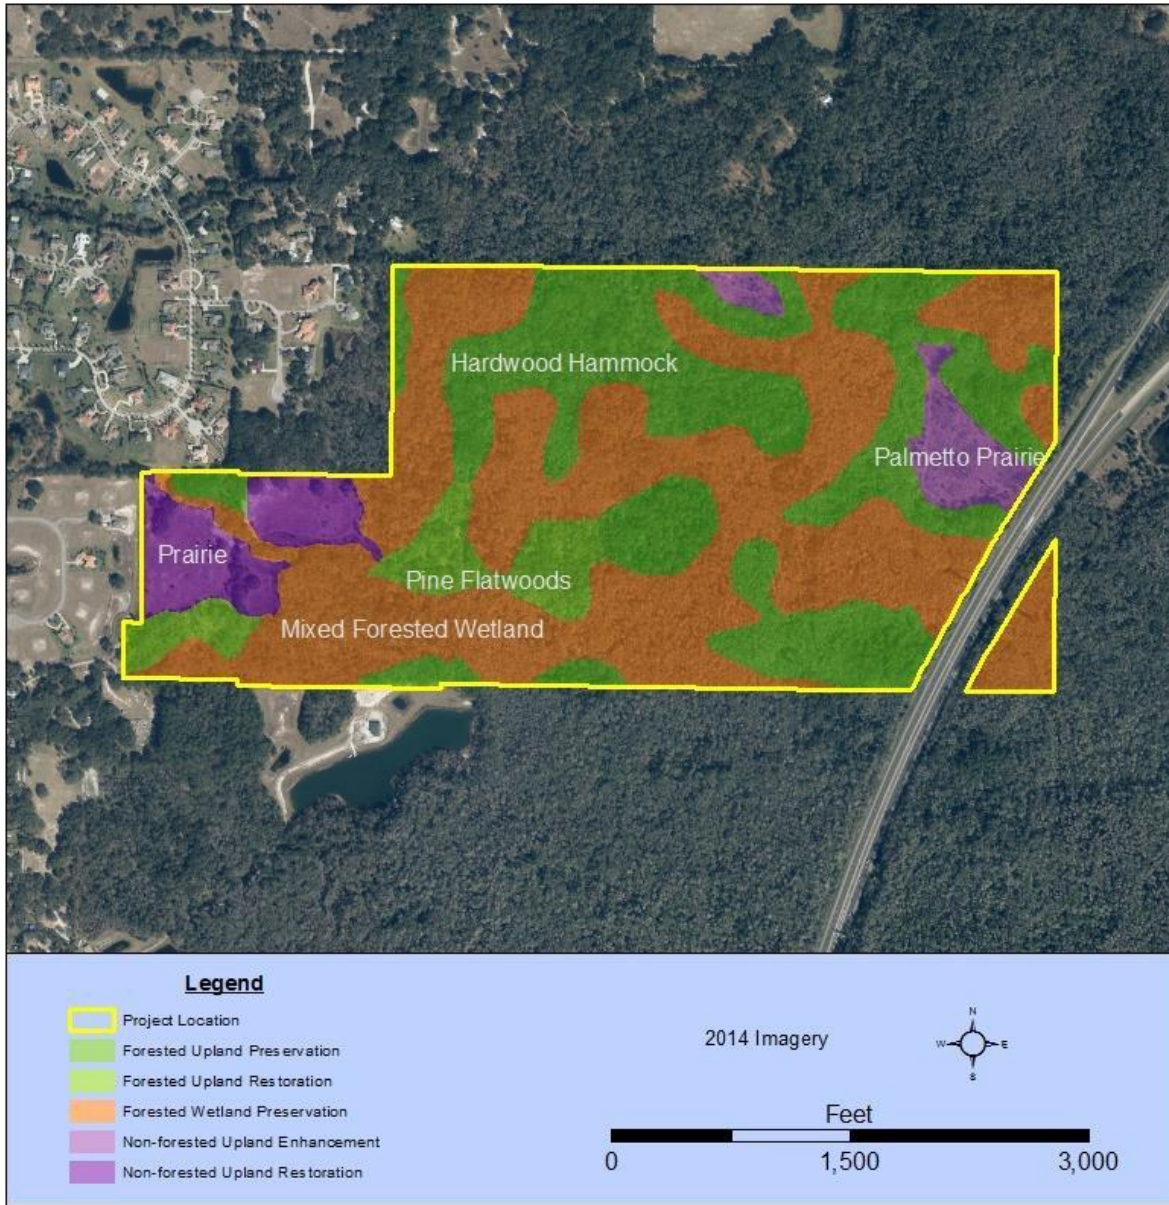 Hardwood Hammock
Palmetto Prairie
Prairie
Pine Flatwoods
Mixed Forested Wetland
Legend
Project Location
Forested Upland Preservation
Forested Upland Restoration
Forested Wetland Preservation
Non-forested Upland Enhancement
Non-forested Upland Restoration
2014 Imagery
N
W E
S
Feet
0 1,500 3,000